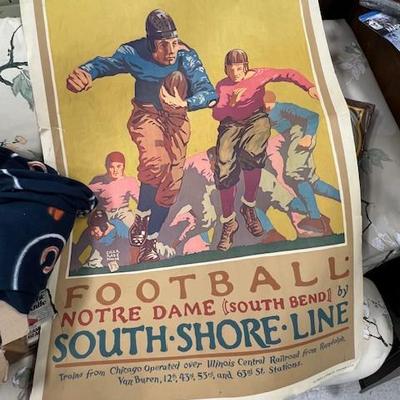 FOOTBALL
NOTRE DAME (SOUTH BEND) by
SOUTH·SHORE·LINE
Trains from Chicago Operated over Illinois Central Railroad from Randolph,
Van Buren, 12th, 43rd, 53rd, and 63rd St. Stations.